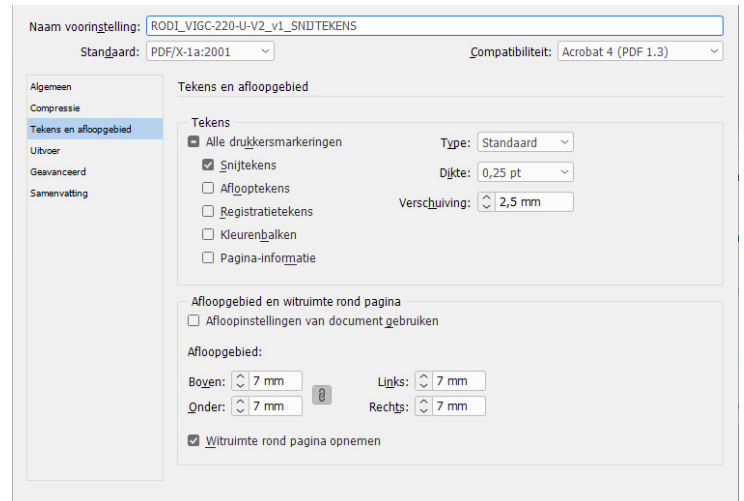 Naam voorinstelling: RODI_VIGC-220-U-V2_v1_SNIJTEKENS
Standaard: PDF/X-1a:2001
Compatibiliteit: Acrobat 4 (PDF 1.3)
Algemeen
Compressie
Tekens en afloopgebied
Uitvoer
Geavanceerd
Samenvatting
Tekens en afloopgebied
Tekens
Alle drukkersmarkeringen
Snijtekens
Aflooptekens
Registratietekens
Kleurenbalken
Pagina-informatie
Type: Standaard
Dikte: 0,25 pt
Verschuiving: 2,5 mm
Afloopgebied en witruimte rond pagina
Afloopinstellingen van document gebruiken
Afloopgebied:
Boven: 7 mm
Links: 7 mm
Onder: 7 mm
Rechts: 7 mm
Witruimte rond pagina opnemen